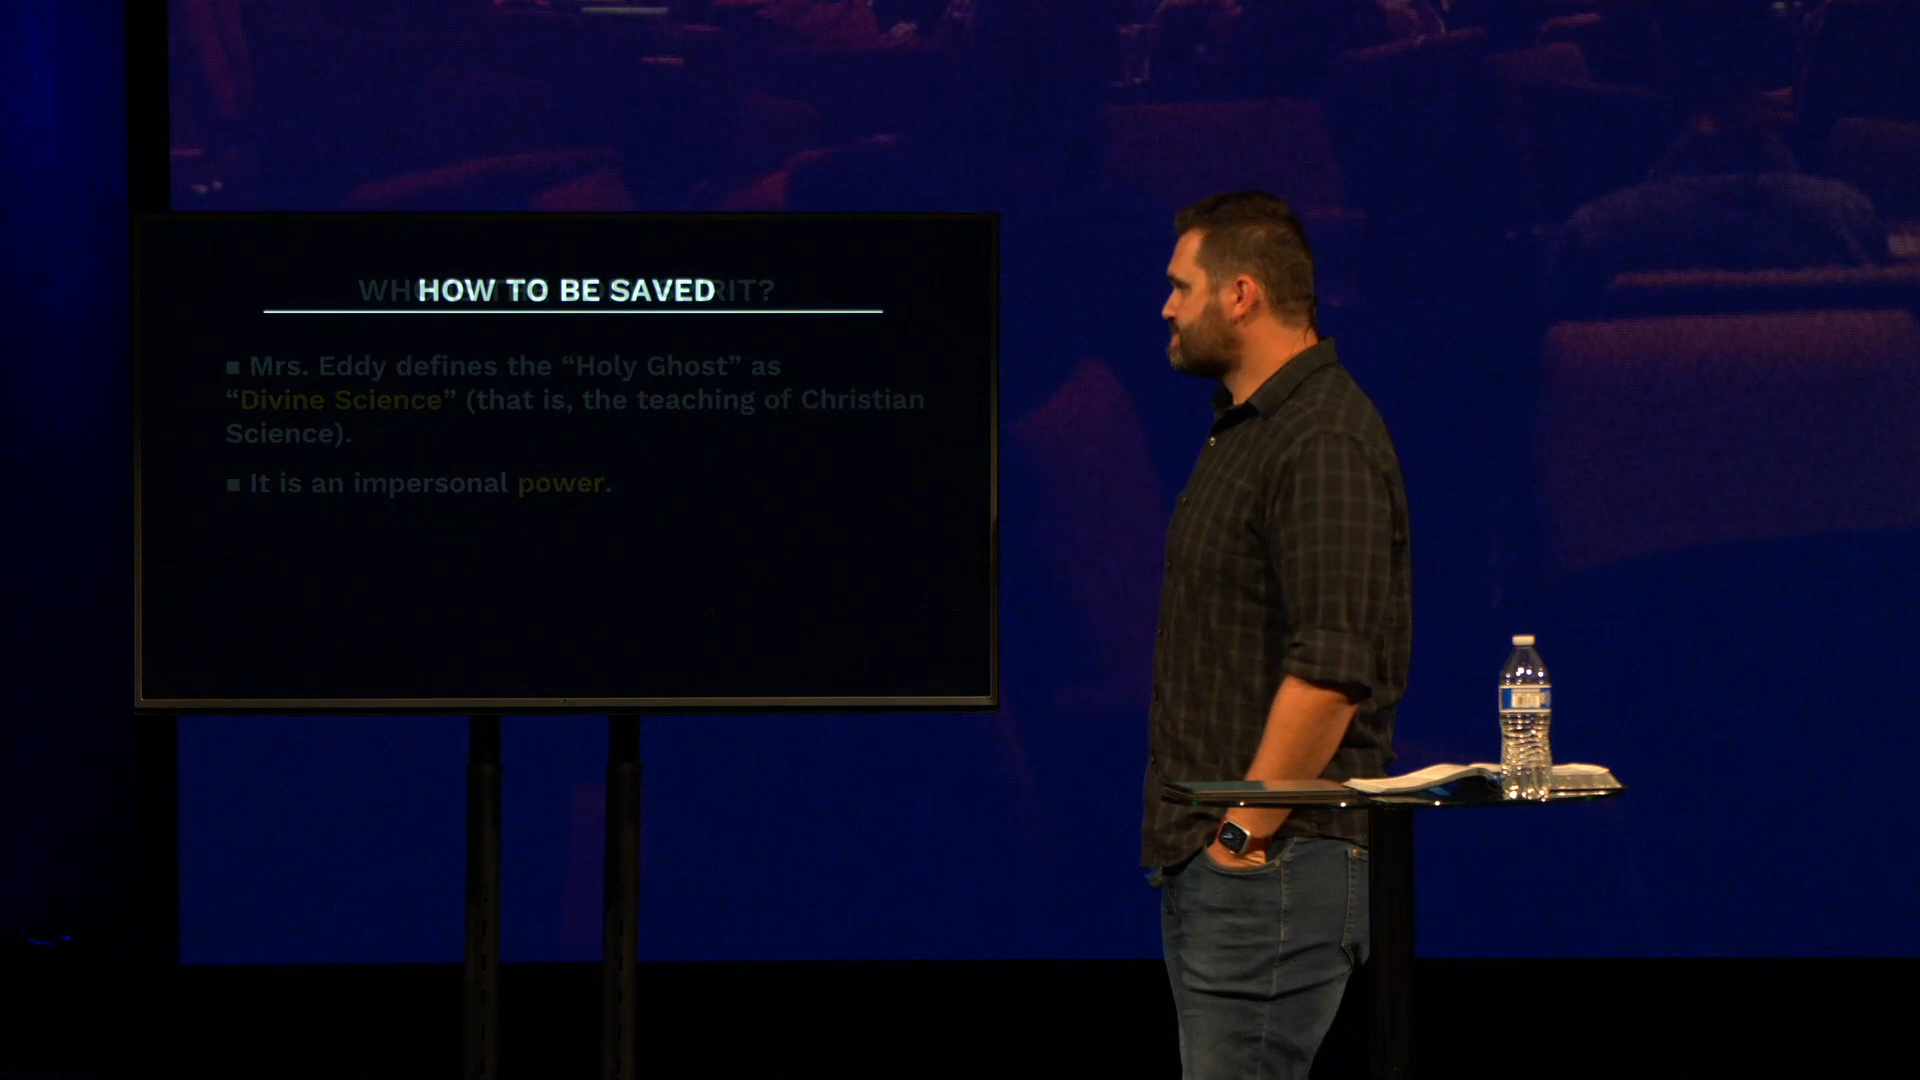 HOW TO BE SAVED
▪ Mrs. Eddy defines the “Holy Ghost” as
“Divine Science” (that is, the teaching of Christian
Science).
▪ It is an impersonal power.